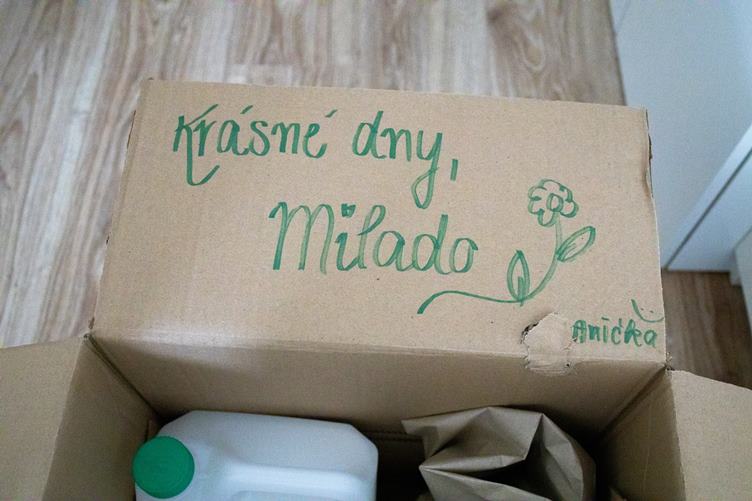 Krásné dny,
Milado
Anička